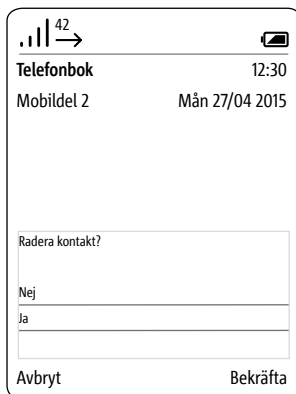 42
Telefonbok 12:30
Mobildel 2 Mån 27/04 2015
Radera kontakt?
Nej
Ja
Avbryt Bekräfta